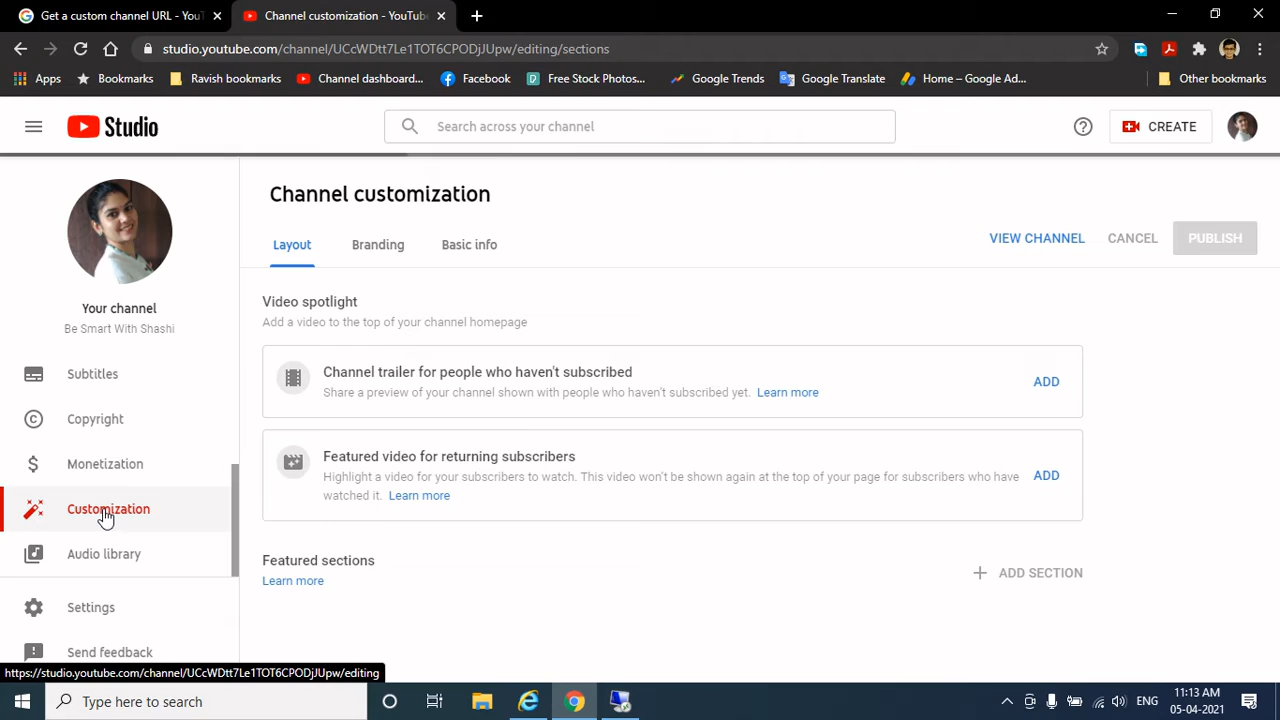 Get a custom channel URL - YouT
Channel customization - YouTube
studio.youtube.com/channel/UCcWDtt7Le1TOT6CPODjJUpw/editing/sections
Apps
Bookmarks
Ravish bookmarks
Channel dashboard...
Facebook
Free Stock Photos...
Google Trends
Google Translate
Home – Google Ad...
Other bookmarks
Studio
Search across your channel
CREATE
Your channel
Be Smart With Shashi
Subtitles
Copyright
Monetization
Customization
Audio library
Settings
Send feedback
Channel customization
Layout
Branding
Basic info
VIEW CHANNEL
CANCEL
PUBLISH
Video spotlight
Add a video to the top of your channel homepage
Channel trailer for people who haven't subscribed
Share a preview of your channel shown with people who haven't subscribed yet. Learn more
ADD
Featured video for returning subscribers
Highlight a video for your subscribers to watch. This video won't be shown again at the top of your page for subscribers who have
watched it. Learn more
ADD
Featured sections
Learn more
ADD SECTION
https://studio.youtube.com/channel/UCcWDtt7Le1TOT6CPODjJUpw/editing
Type here to search
ENG
11:13 AM
05-04-2021